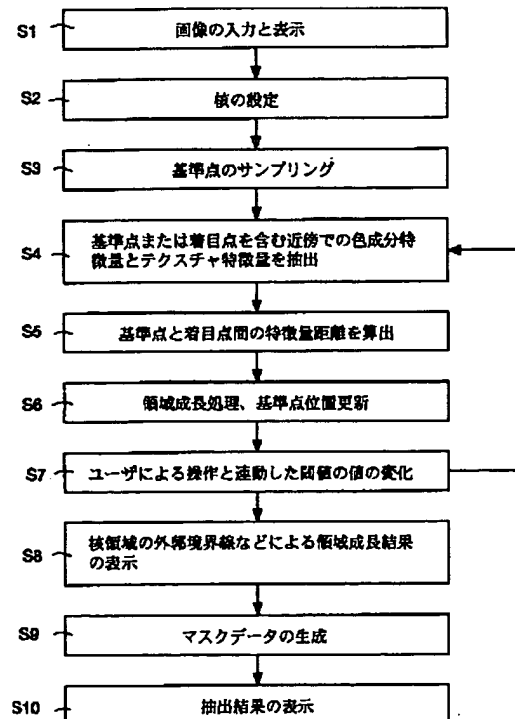 S1 画像の入力と表示
S2 核の設定
S3 基準点のサンプリング
S4 基準点または着目点を含む近傍での色成分特
徴量とテクスチャ特徴量を抽出
S5 基準点と着目点間の特徴量距離を算出
S6 領域成長処理、基準点位置更新
S7 ユーザによる操作と連動した閾値の値の変化
S8 核領域の外郭境界線などによる領域成長結果
の表示
S9 マスクデータの生成
S10 抽出結果の表示